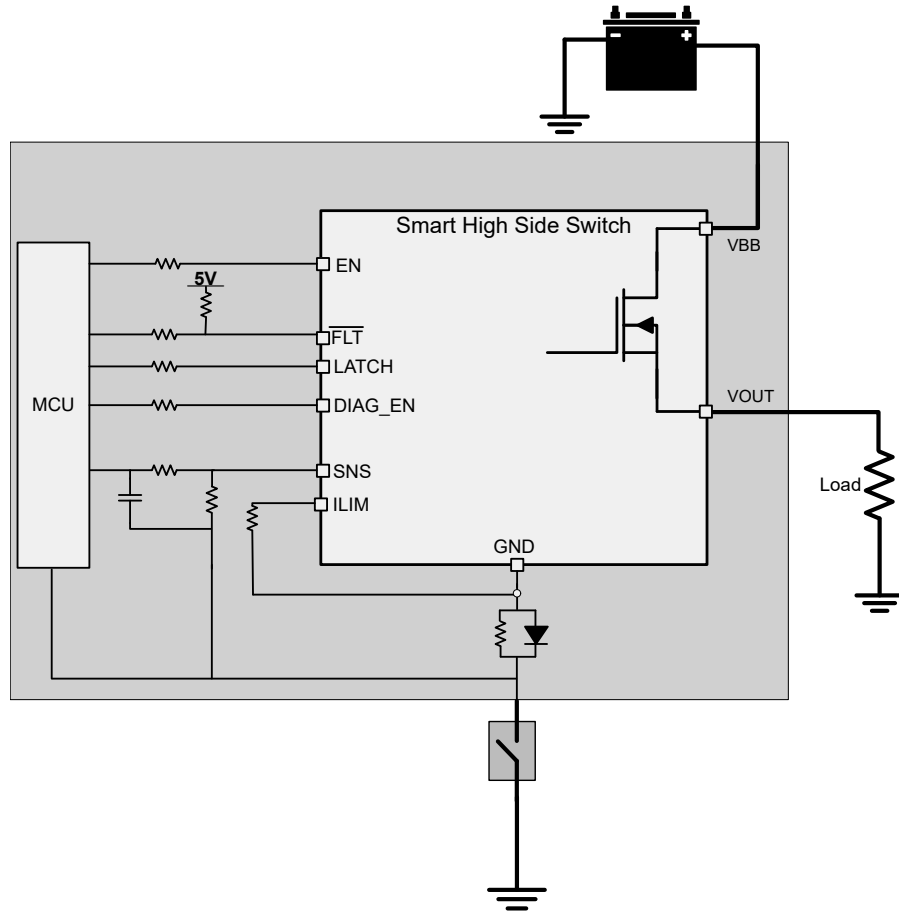 - +
Smart High Side Switch
VBB
EN
5V
FLT
LATCH
MCU
DIAG_EN
VOUT
SNS
Load
ILIM
GND